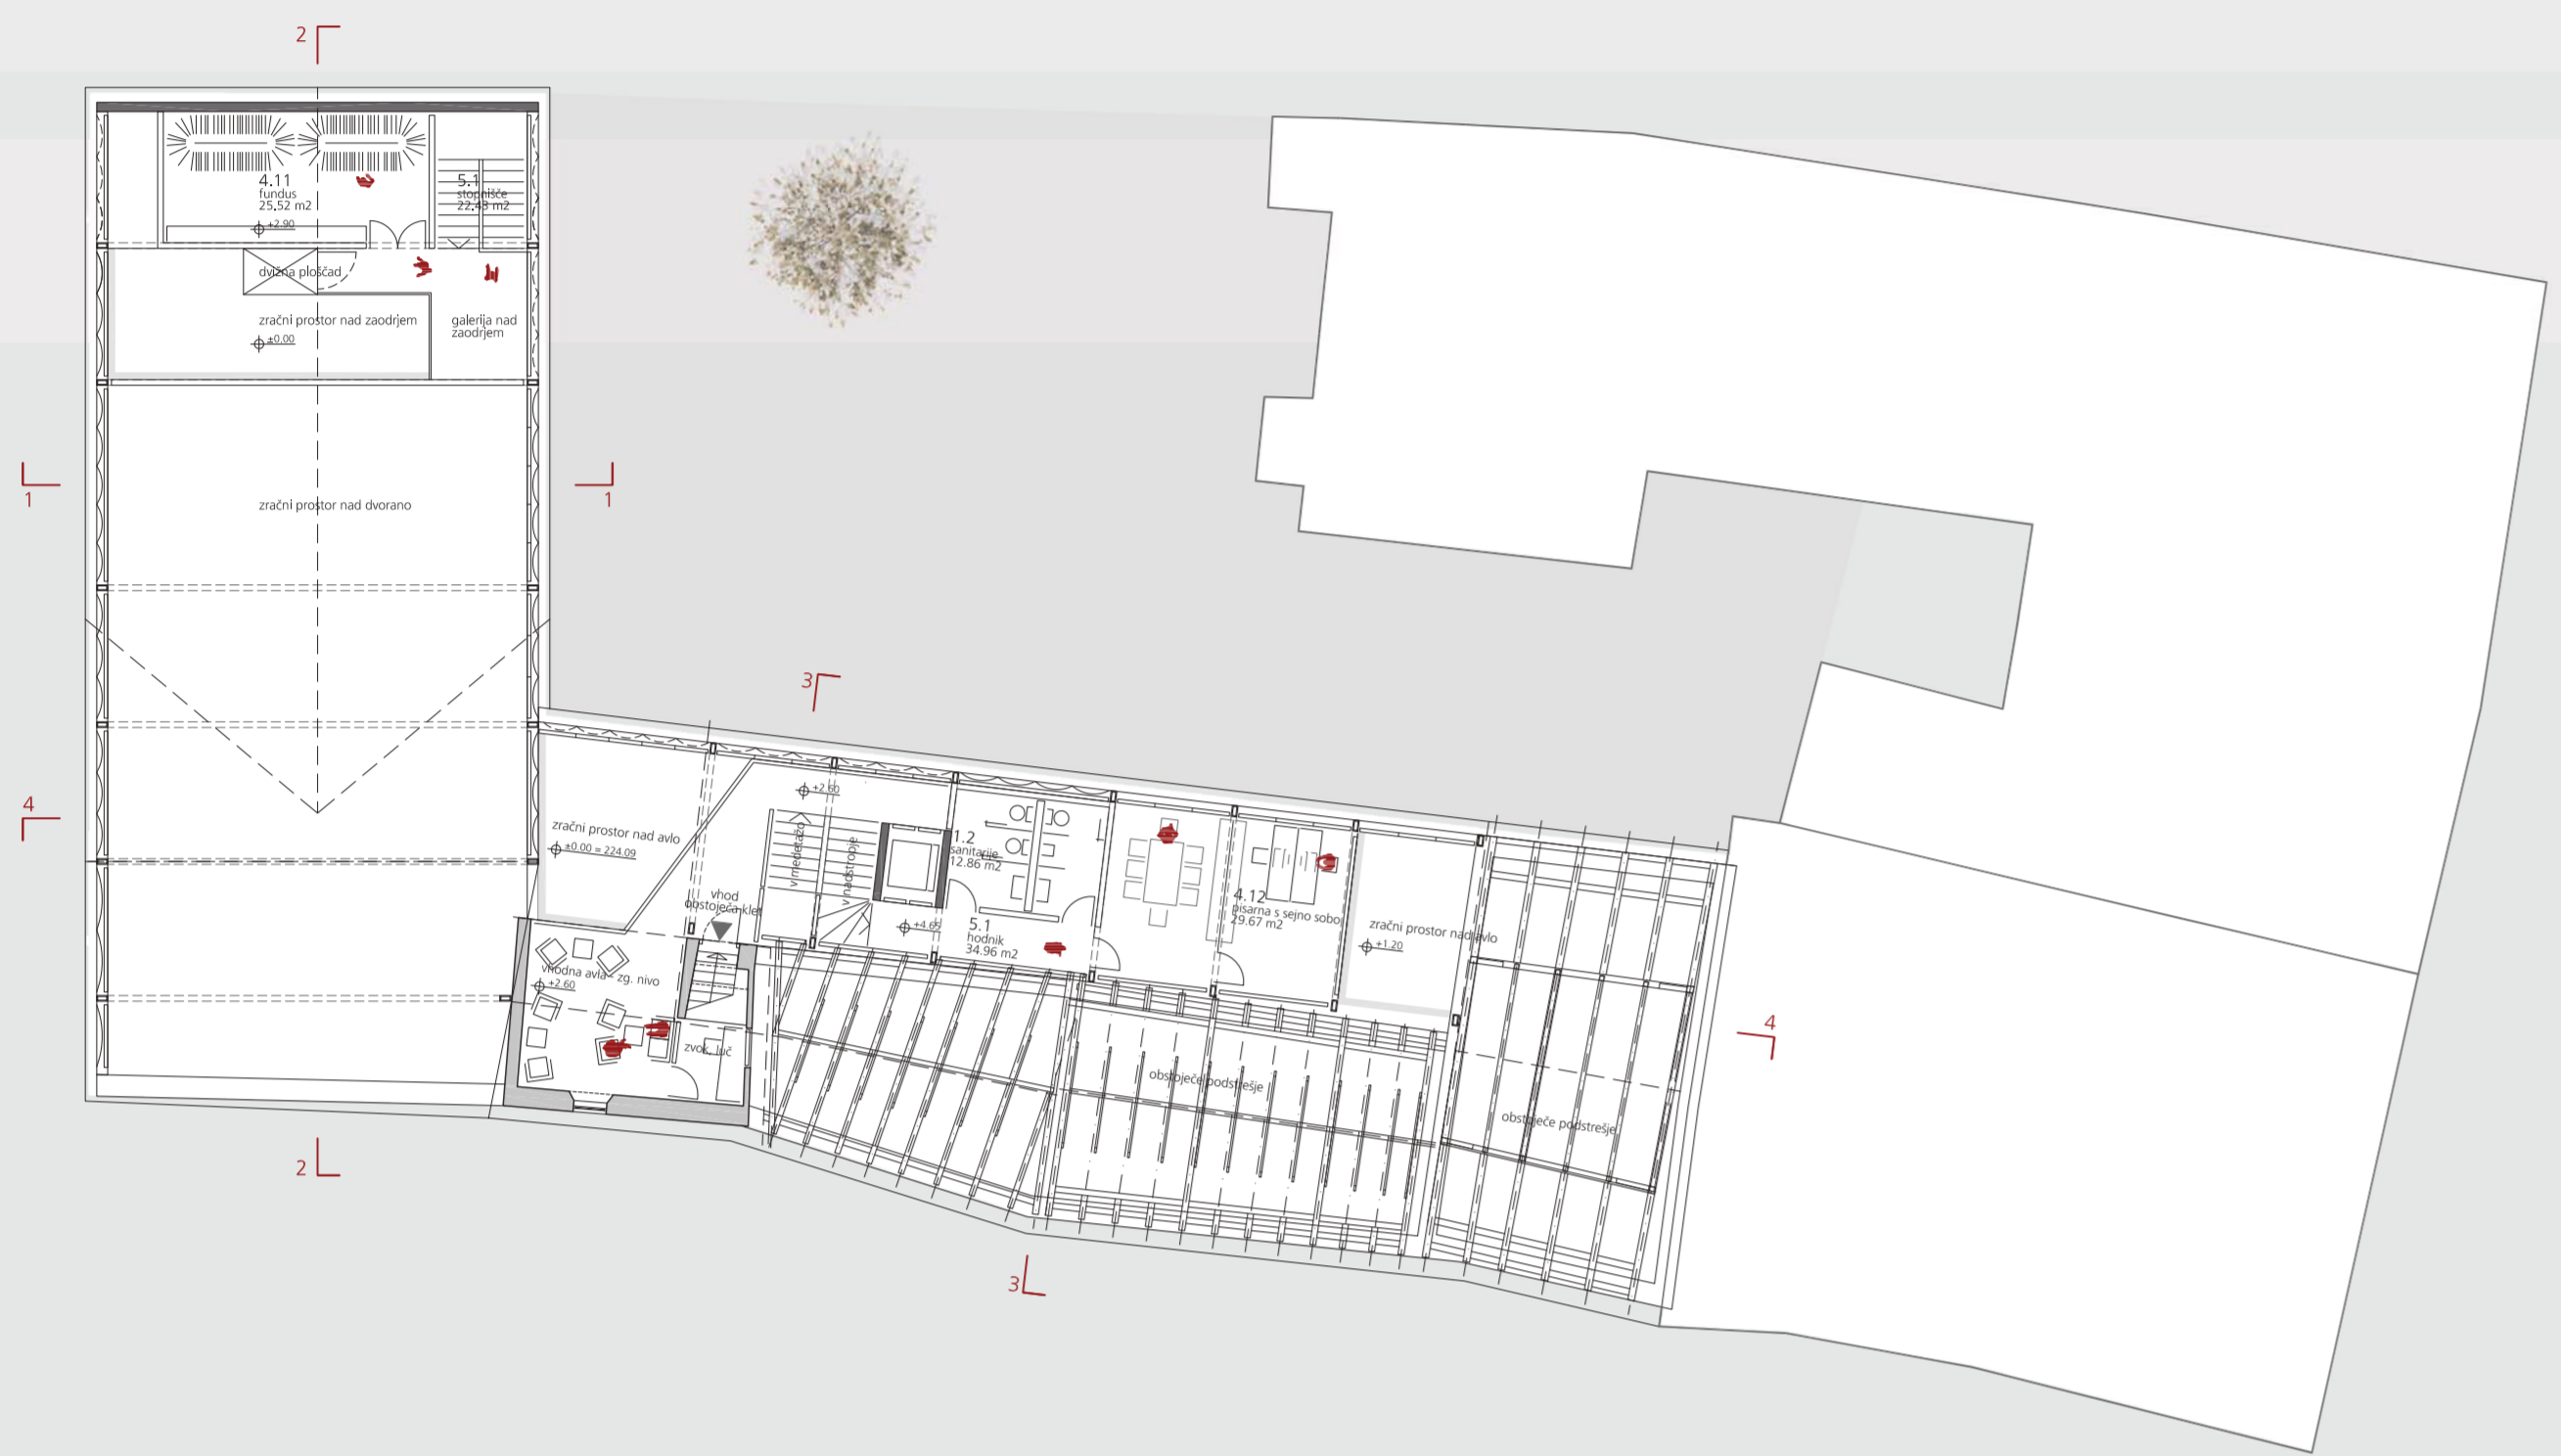 2
4.11
fundus
25.52 m2
+2.90
5.1
stopnišče
22.43 m2
dvižna ploščad
zračni prostor nad zaodrjem
±0.00
galerija nad
zaodrjem
1
1
zračni prostor nad dvorano
3
4
zračni prostor nad avlo
±0.00 = 224.09
+2.60
v medetažo
v nadstropje
vhod
obstoječa klet
1.2
sanitarije
12.86 m2
+4.65
5.1
hodnik
34.96 m2
4.12
pisarna s sejno sobo
29.67 m2
zračni prostor nad avlo
+1.20
vhodna avla - zg. nivo
+2.60
zvok, luč
4
obstoječe podstrešje
obstoječe podstrešje
2
3